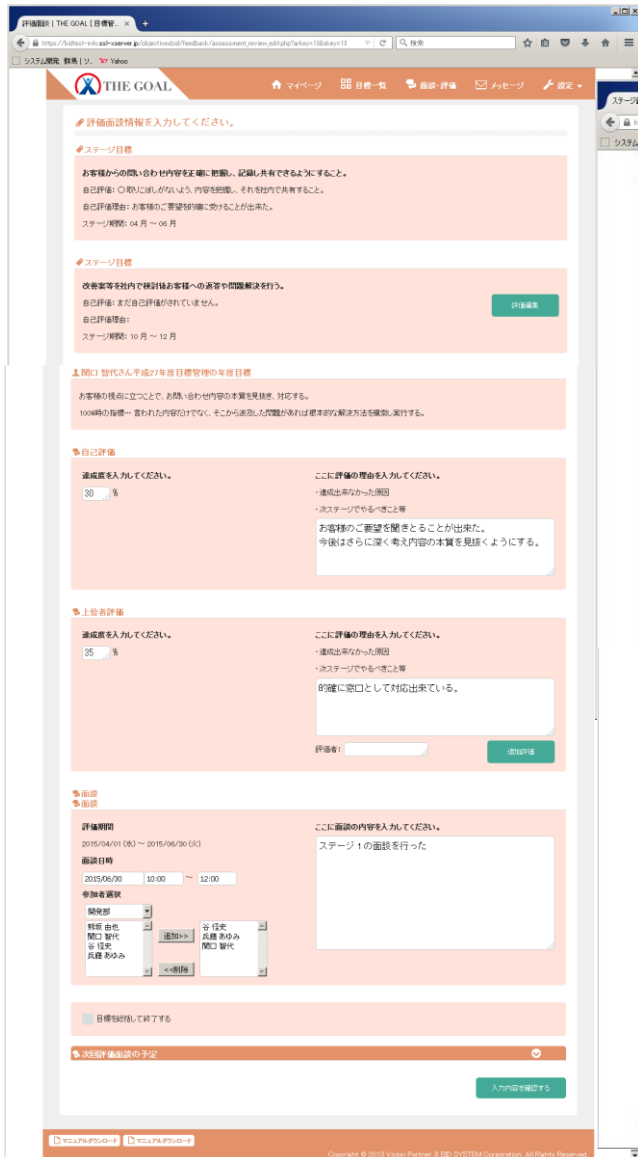 評価面談 | THE GOAL [目標管...
https://bidtest-info.ssl-xserver.jp/objectivesbid/feedback/assessment_review_edit.php?
検索
システム開発 群馬 | ソ...
Yahoo
THE GOAL
マイページ
目標一覧
面談・評価
メッセージ
設定
評価面談情報を入力してください。
ステージ目標
お客様からの問い合わせ内容を正確に把握し、記録し共有できるようにすること。
自己評価: ○取りこぼしがないよう、内容を把握し、それを社内で共有すること。
自己評価理由: お客様のご要望を的確に受けることが出来た。
ステージ期間: 04 月 ～ 06 月
ステージ目標
改善案等を社内で検討後お客様への返答や問題解決を行う。
自己評価: まだ自己評価がされていません。
評価編集
自己評価理由:
ステージ期間: 10 月 ～ 12 月
関口 智代さん平成27年度目標管理の年度目標
お客様の視点に立つことで、お問い合わせ内容の本質を見抜き、対応する。
100%時の指標… 言われた内容だけでなく、そこから波及した問題があれば根本的な解決方法を模索し実行する。
自己評価
達成度を入力してください。
30 %
ここに評価の理由を入力してください。
・達成出来なかった原因
・次ステージでやるべきこと等
お客様のご要望を聞きとることが出来た。
今後はさらに深く考え内容の本質を見抜くようにする。
上位者評価
達成度を入力してください。
35 %
ここに評価の理由を入力してください。
・達成出来なかった原因
・次ステージでやるべきこと等
的確に窓口として対応出来ている。
評価者:
追加評価
面談
面談
評価期間
2015/04/01 (水) ～ 2015/06/30 (火)
面談日時
2015/06/30 10:00 ～ 12:00
参加者選択
開発部
熊坂 由也
関口 智代
谷 径史
兵藤 あゆみ
追加>>
<<削除
谷 径史
兵藤 あゆみ
関口 智代
ここに面談の内容を入力してください。
ステージ1の面談を行った
目標を総括して終了する
次回評価面談の予定
入力内容を確認する
マニュアルダウンロード
マニュアルダウンロード
Copyright © 2013 Vision Partner & BID SYSTEM Corporation. All Rights Reserved.